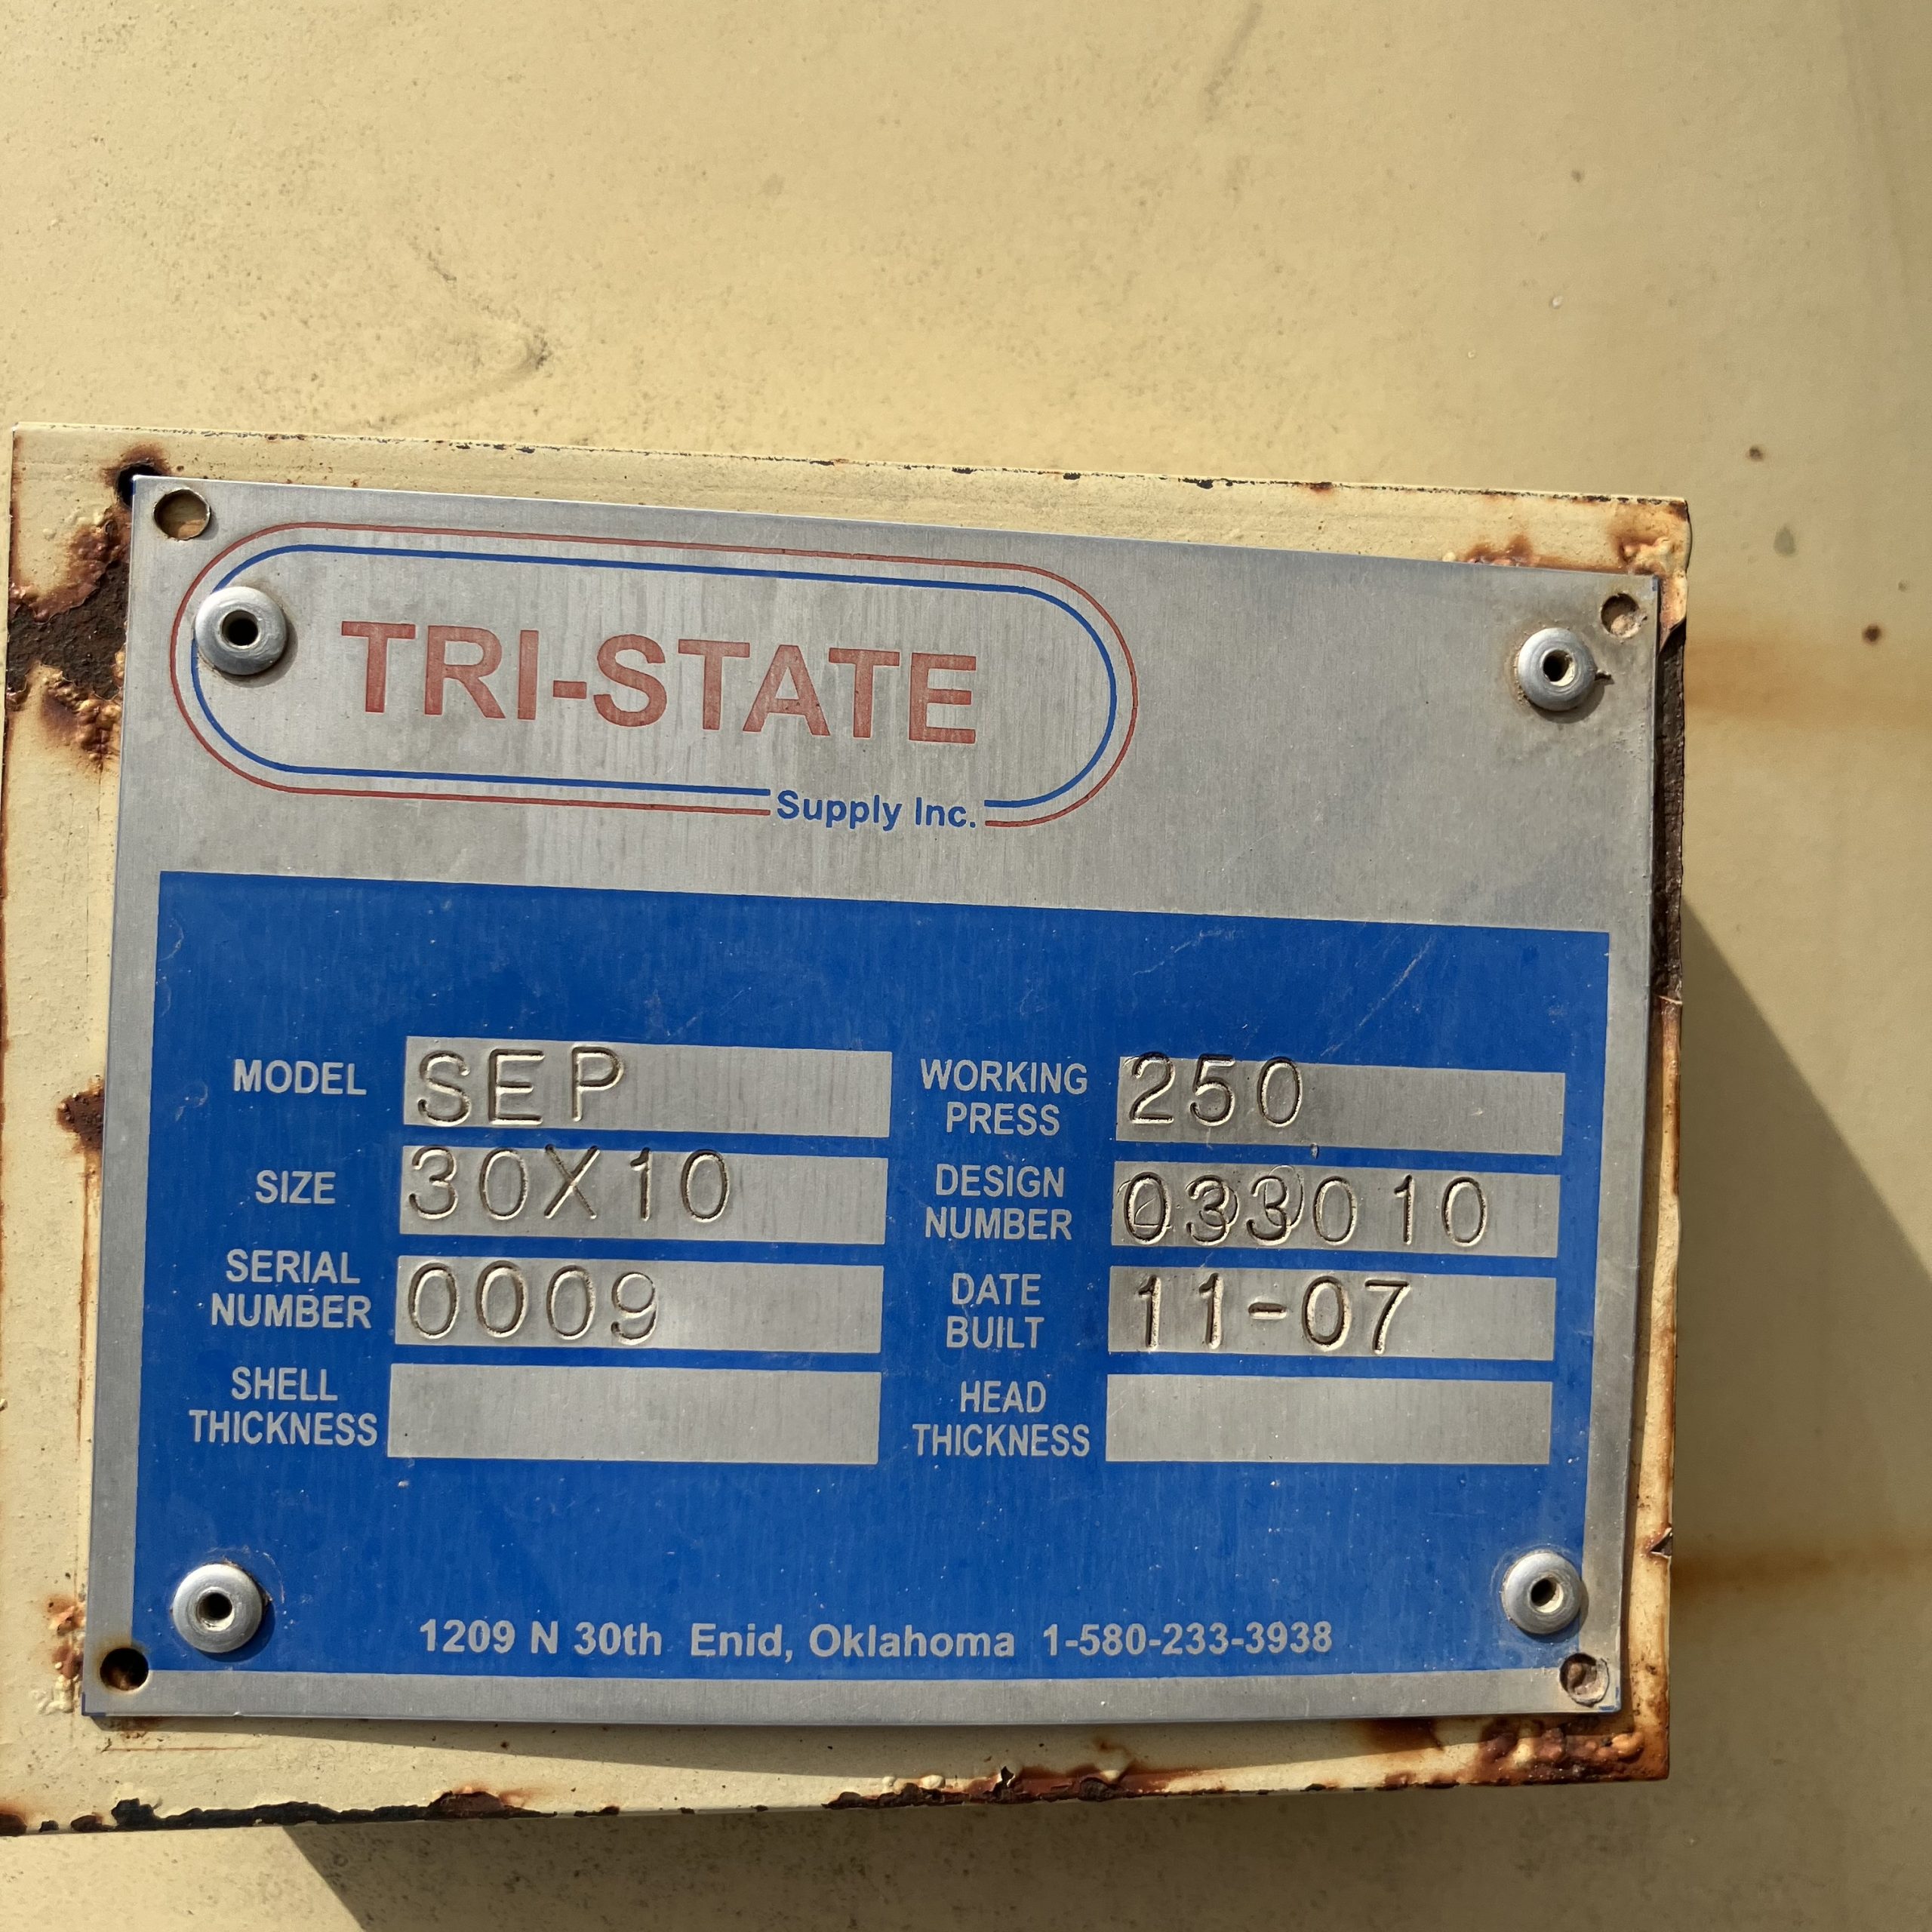 TRI-STATE
Supply Inc.
MODEL SEP
WORKING PRESS 250
SIZE 30X10
DESIGN NUMBER 033010
SERIAL NUMBER 0009
DATE BUILT 11-07
SHELL THICKNESS
HEAD THICKNESS
1209 N 30th Enid, Oklahoma 1-580-233-3938